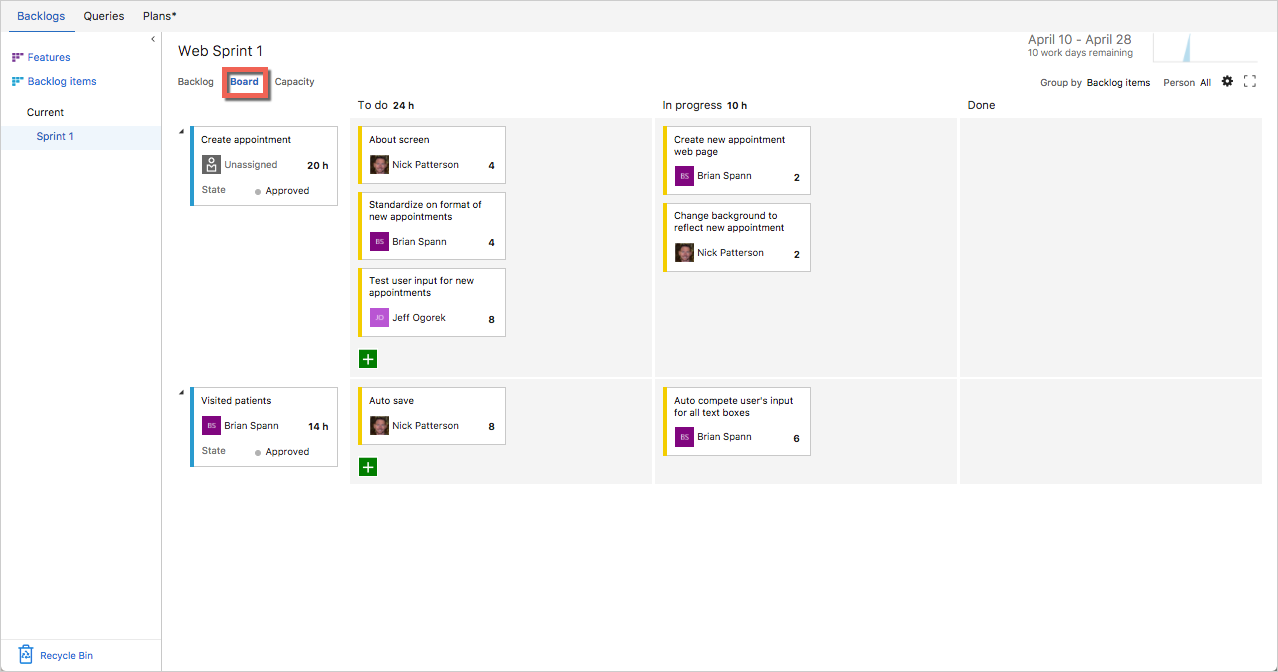 Backlogs Queries Plans*
Features
Backlog items
Current
Sprint 1
Recycle Bin
Web Sprint 1
April 10 - April 28
10 work days remaining
Backlog Board Capacity
Group by Backlog items Person All
To do 24 h In progress 10 h Done
Create appointment
Unassigned 20 h
State Approved
About screen
Nick Patterson 4
Standardize on format of
new appointments
BS Brian Spann 4
Test user input for new
appointments
JO Jeff Ogorek 8
Create new appointment
web page
BS Brian Spann 2
Change background to
reflect new appointment
Nick Patterson 2
Visited patients
BS Brian Spann 14 h
State Approved
Auto save
Nick Patterson 8
Auto compete user's input
for all text boxes
BS Brian Spann 6